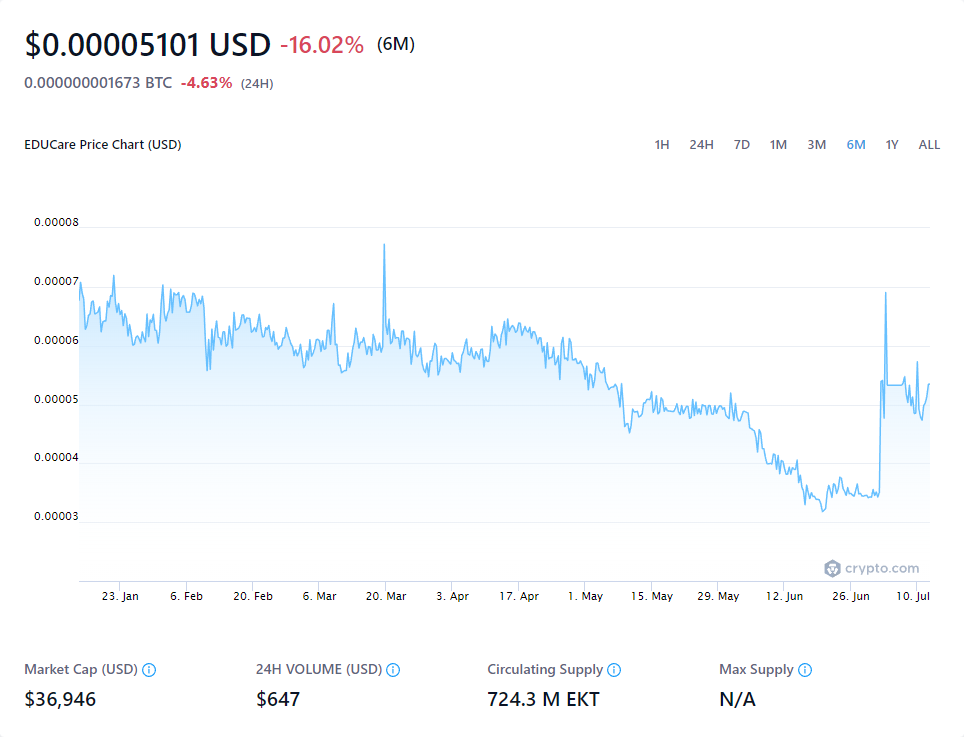 $0.00005101 USD -16.02% (6M)
0.000000001673 BTC -4.63% (24H)
EDUCare Price Chart (USD)
1H 24H 7D 1M 3M 6M 1Y ALL
0.00008
0.00007
0.00006
0.00005
0.00004
0.00003
crypto.com
23. Jan 6. Feb 20. Feb 6. Mar 20. Mar 3. Apr 17. Apr 1. May 15. May 29. May 12. Jun 26. Jun 10. Jul
Market Cap (USD) 24H VOLUME (USD) Circulating Supply Max Supply
$36,946 $647 724.3 M EKT N/A